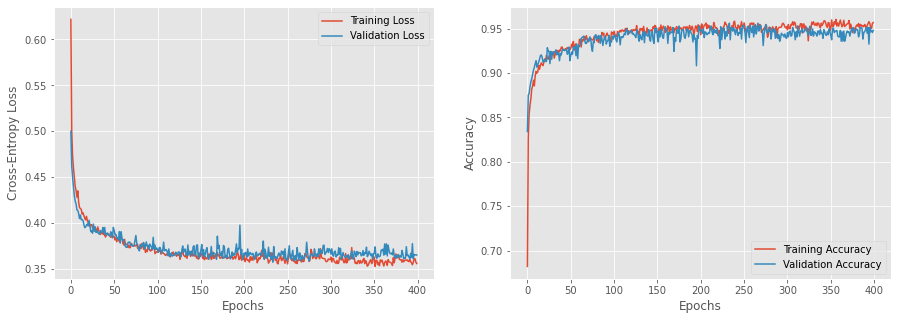 Training Loss
Validation Loss
Cross-Entropy Loss
0.60
0.55
0.50
0.45
0.40
0.35
0 50 100 150 200 250 300 350 400
Epochs
Accuracy
0.95
0.90
0.85
0.80
0.75
0.70
Training Accuracy
Validation Accuracy
0 50 100 150 200 250 300 350 400
Epochs